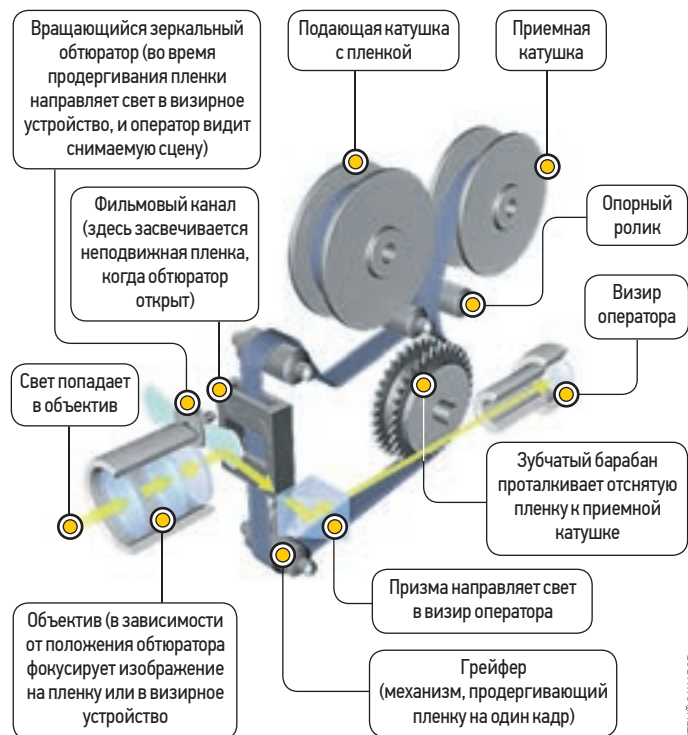 Вращающийся зеркальный
обтюратор (во время
продергивания пленки
направляет свет в визирное
устройство, и оператор видит
снимаемую сцену)
Подающая катушка
с пленкой
Приемная
катушка
Фильмовый канал
(здесь засвечивается
неподвижная пленка,
когда обтюратор
открыт)
Опорный
ролик
Визир
оператора
Свет попадает
в объектив
Зубчатый барабан
проталкивает отснятую
пленку к приемной
катушке
Призма направляет свет
в визир оператора
Объектив (в зависимости
от положения обтюратора
фокусирует изображение
на пленку или в визирное
устройство
Грейфер
(механизм, продергивающий
пленку на один кадр)